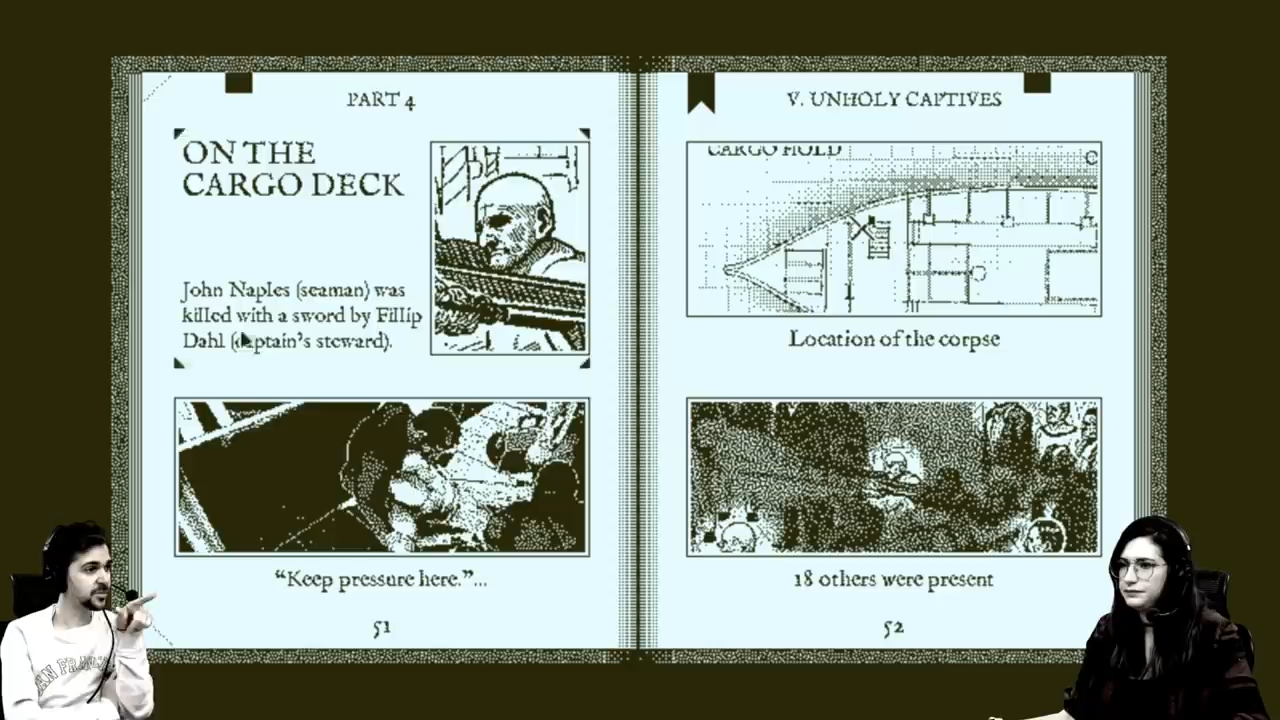 PART 4
ON THE
CARGO DECK
John Naples (seaman) was
killed with a sword by Fillip
Dahl (captain's steward).
"Keep pressure here."...
51
V. UNHOLY CAPTIVES
CARGO HOLD
Location of the corpse
18 others were present
52